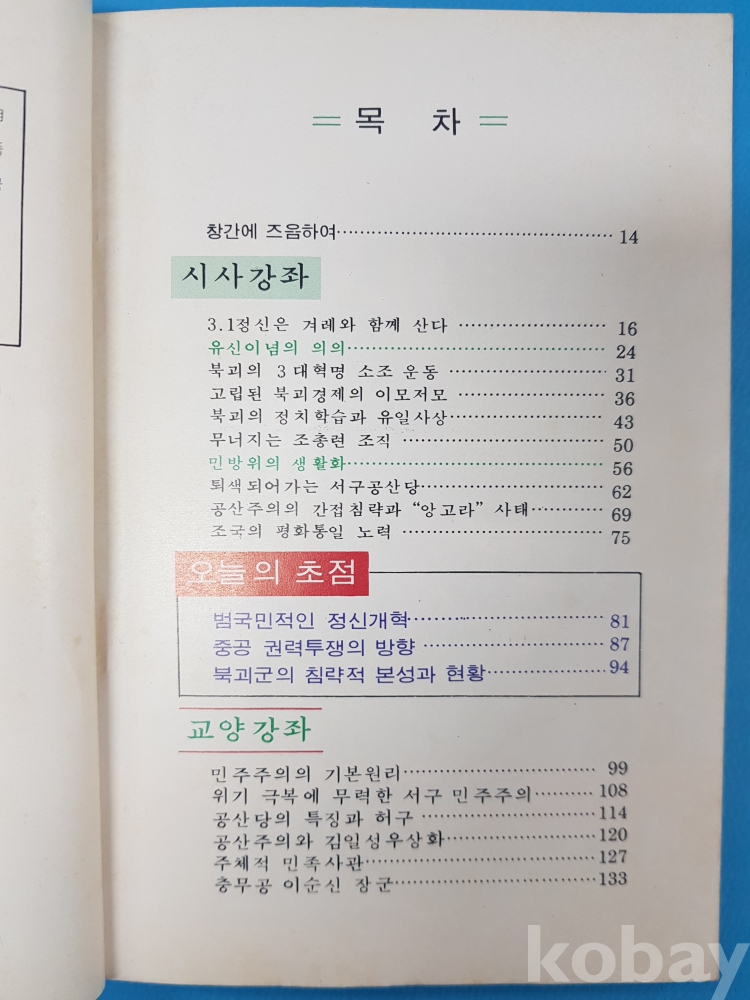 = 목 차 =
창간에 즈음하여 14
시사강좌
3.1정신은 겨레와 함께 산다 16
유신이념의 의의 24
북괴의 3대혁명 소조 운동 31
고립된 북괴경제의 이모저모 36
북괴의 정치학습과 유일사상 43
무너지는 조총련 조직 50
민방위의 생활화 56
퇴색되어가는 서구공산당 62
공산주의의 간접침략과 “앙고라” 사태 69
조국의 평화통일 노력 75
오늘의 초점
범국민적인 정신개혁 81
중공 권력투쟁의 방향 87
북괴군의 침략적 본성과 현황 94
교양강좌
민주주의의 기본원리 99
위기 극복에 무력한 서구 민주주의 108
공산당의 특징과 허구 114
공산주의와 김일성우상화 120
주체적 민족사관 127
충무공 이순신 장군 133
kobay